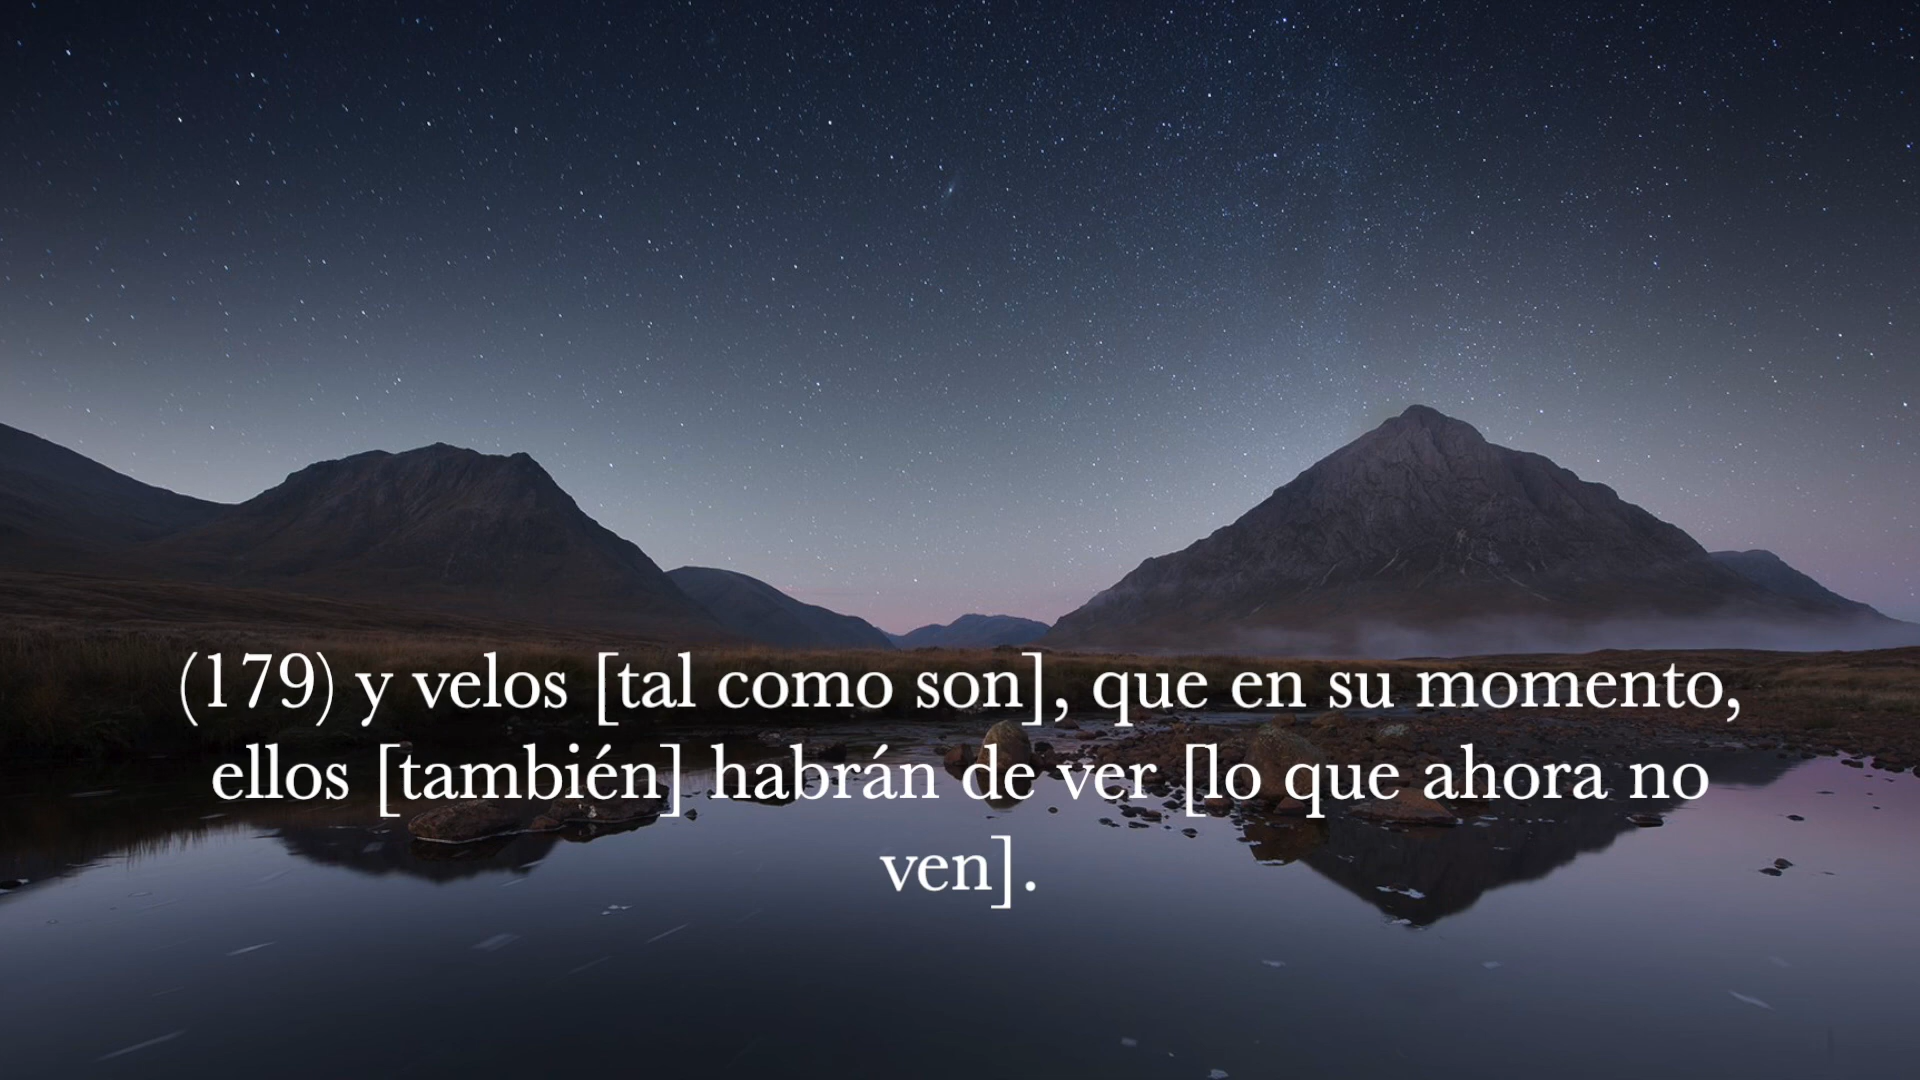 (179) y velos [tal como son], que en su momento,
ellos [también] habrán de ver [lo que ahora no
ven].